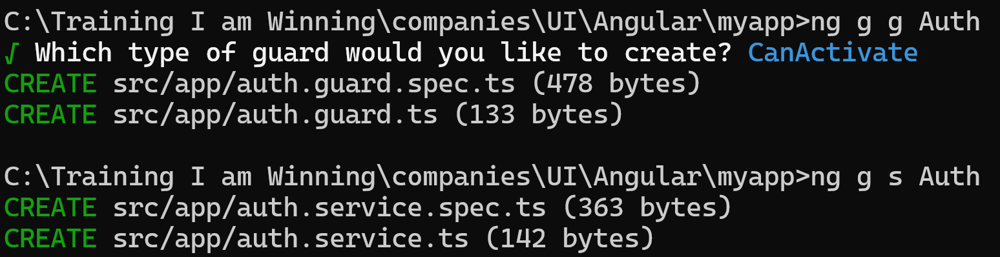 C:\Training I am Winning\companies\UI\Angular\myapp>ng g g Auth
√ Which type of guard would you like to create? CanActivate
CREATE src/app/auth.guard.spec.ts (478 bytes)
CREATE src/app/auth.guard.ts (133 bytes)
C:\Training I am Winning\companies\UI\Angular\myapp>ng g s Auth
CREATE src/app/auth.service.spec.ts (363 bytes)
CREATE src/app/auth.service.ts (142 bytes)